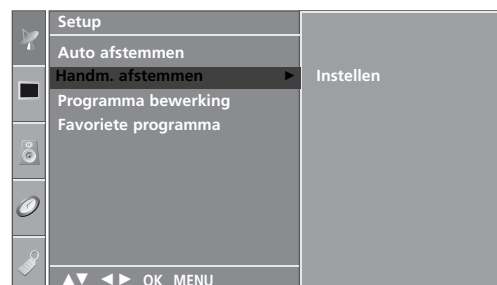 Setup
Auto afstemmen
Handm. afstemmen ► Instellen
Programma bewerking
Favoriete programma
▲▼ ◄► OK MENU